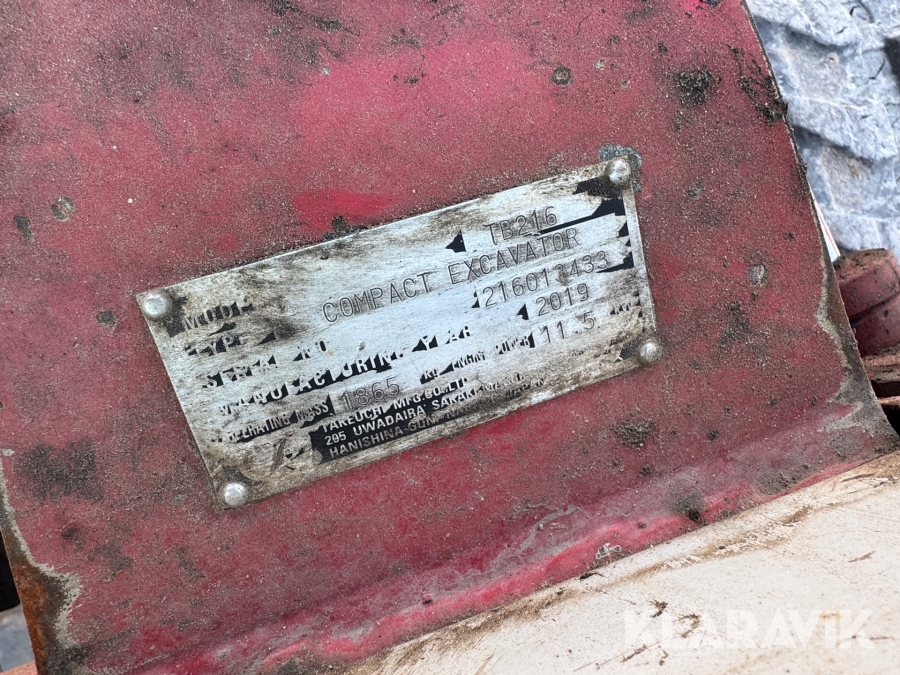 MODEL TB216
TYPE COMPACT EXCAVATOR
SERIAL NO. 216013433
MANUFACTURING YEAR 2019
OPERATING MASS 1865 KG ENGINE POWER 11.5 KW
TAKEUCHI MFG.CO.,LTD.
205 UWADAIRA SAKAKI-MACHI
HANISHINA-GUN, NAGANO, JAPAN
KLARAVIK